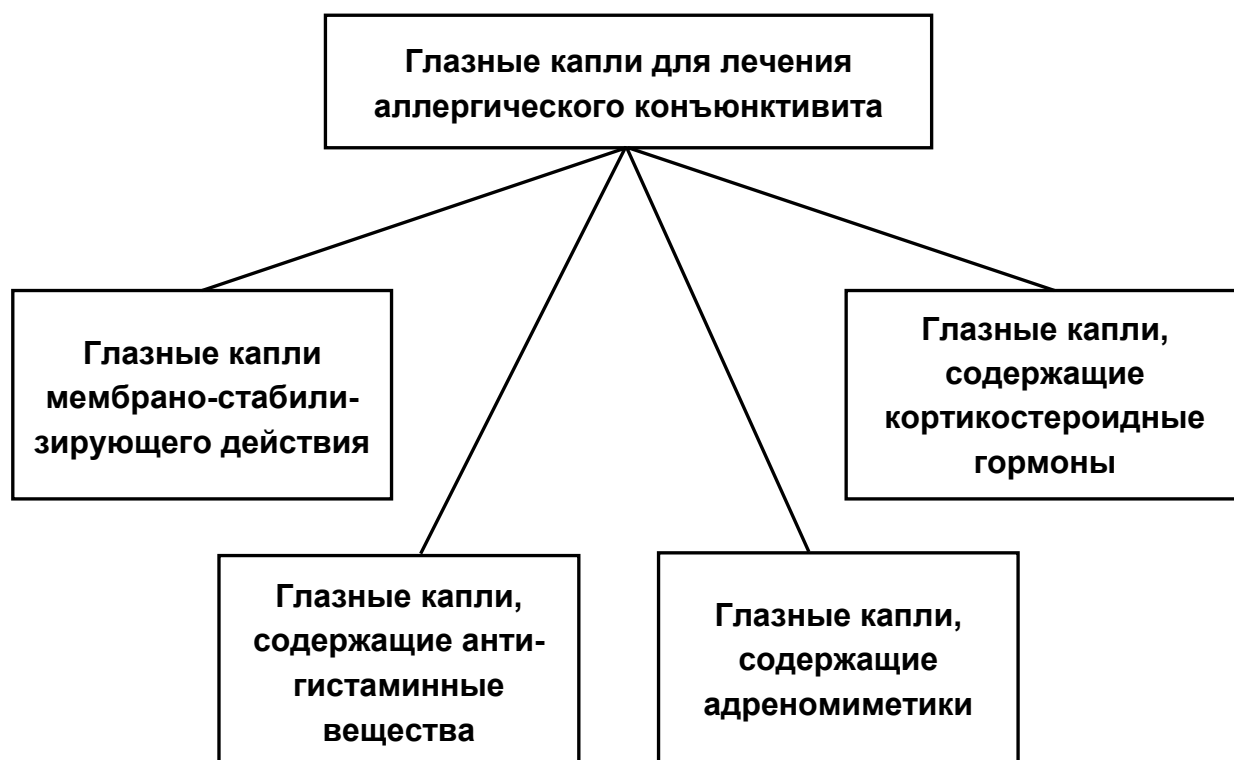 Глазные капли для лечения
аллергического конъюнктивита
Глазные капли
мембрано-стабили-
зирующего действия
Глазные капли,
содержащие
кортикостероидные
гормоны
Глазные капли,
содержащие анти-
гистаминные
вещества
Глазные капли,
содержащие
адреномиметики